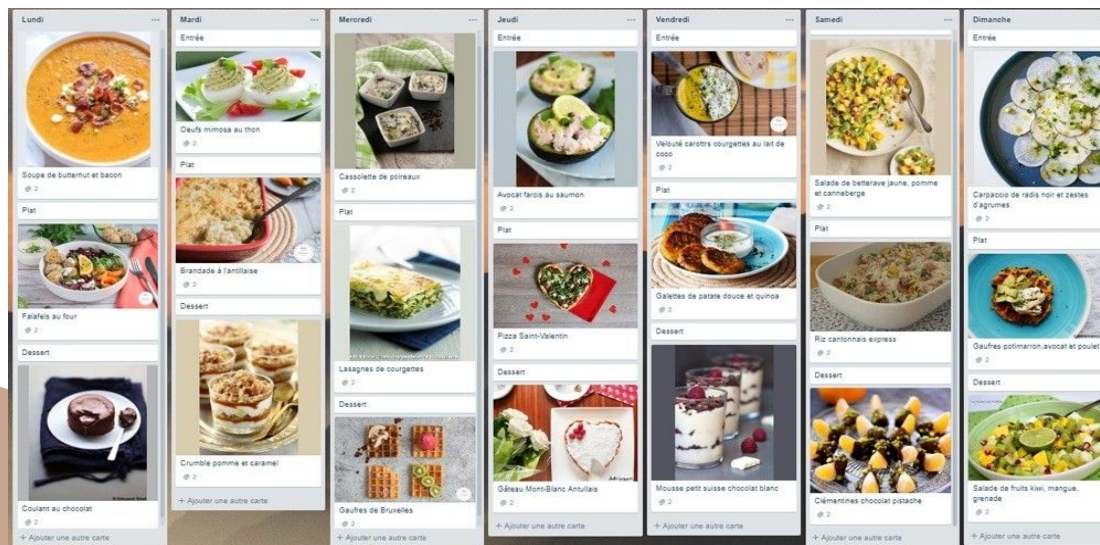 Lundi
Soupe de butternut et bacon
2
Plat
Falafels au four
2
Dessert
Coulant au chocolat
2
+ Ajouter une autre carte
Mardi
Entrée
Oeufs mimosa au thon
2
Plat
Brandade à l'antillaise
2
Dessert
Crumble pomme et caramel
2
+ Ajouter une autre carte
Mercredi
Cassolette de poireaux
2
Plat
Lasagnes de courgettes
2
Dessert
Gaufres de Bruxelles
2
+ Ajouter une autre carte
Jeudi
Entrée
Avocat farcis au saumon
2
Plat
Pizza Saint-Valentin
2
Dessert
Gâteau Mont-Blanc Antullais
2
+ Ajouter une autre carte
Vendredi
Entrée
Velouté carottrs courgettes au lait de
coco
2
Plat
Galettes de patate douce et quinoa
2
Dessert
Mousse petit suisse chocolat blanc
2
+ Ajouter une autre carte
Samedi
Salade de betterave jaune, pomme
et canneberge
2
Plat
Riz cantonnais express
2
Dessert
Clémentines chocolat pistache
2
+ Ajouter une autre carte
Dimanche
Entrée
Carpaccio de radis noir et zestes
d'agrumes
2
Plat
Gaufres potimarron,avocat et poulet
2
Dessert
Salade de fruits kiwi, mangue,
grenade
2
+ Ajouter une autre carte